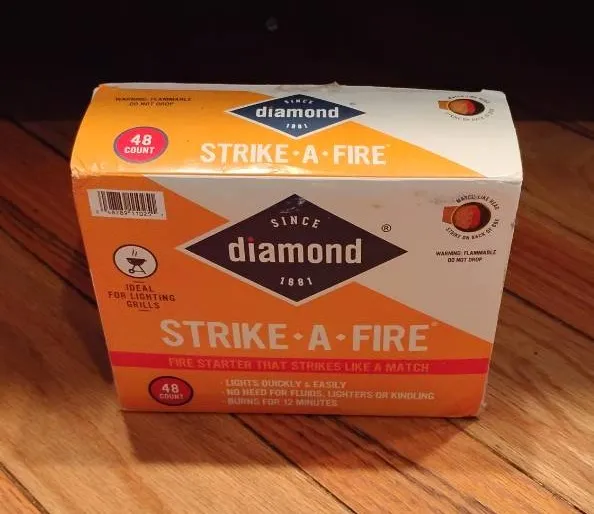 WARNING: FLAMMABLE
DO NOT DROP
SINCE
diamond
1881
48
COUNT
STRIKE·A·FIRE
SINCE
diamond®
1881
WARNING: FLAMMABLE
DO NOT DROP
IDEAL
FOR LIGHTING
GRILLS
STRIKE·A·FIRE
FIRE STARTER THAT STRIKES LIKE A MATCH
48
COUNT
· LIGHTS QUICKLY & EASILY
· NO NEED FOR FLUIDS, LIGHTERS OR KINDLING
· BURNS FOR 12 MINUTES